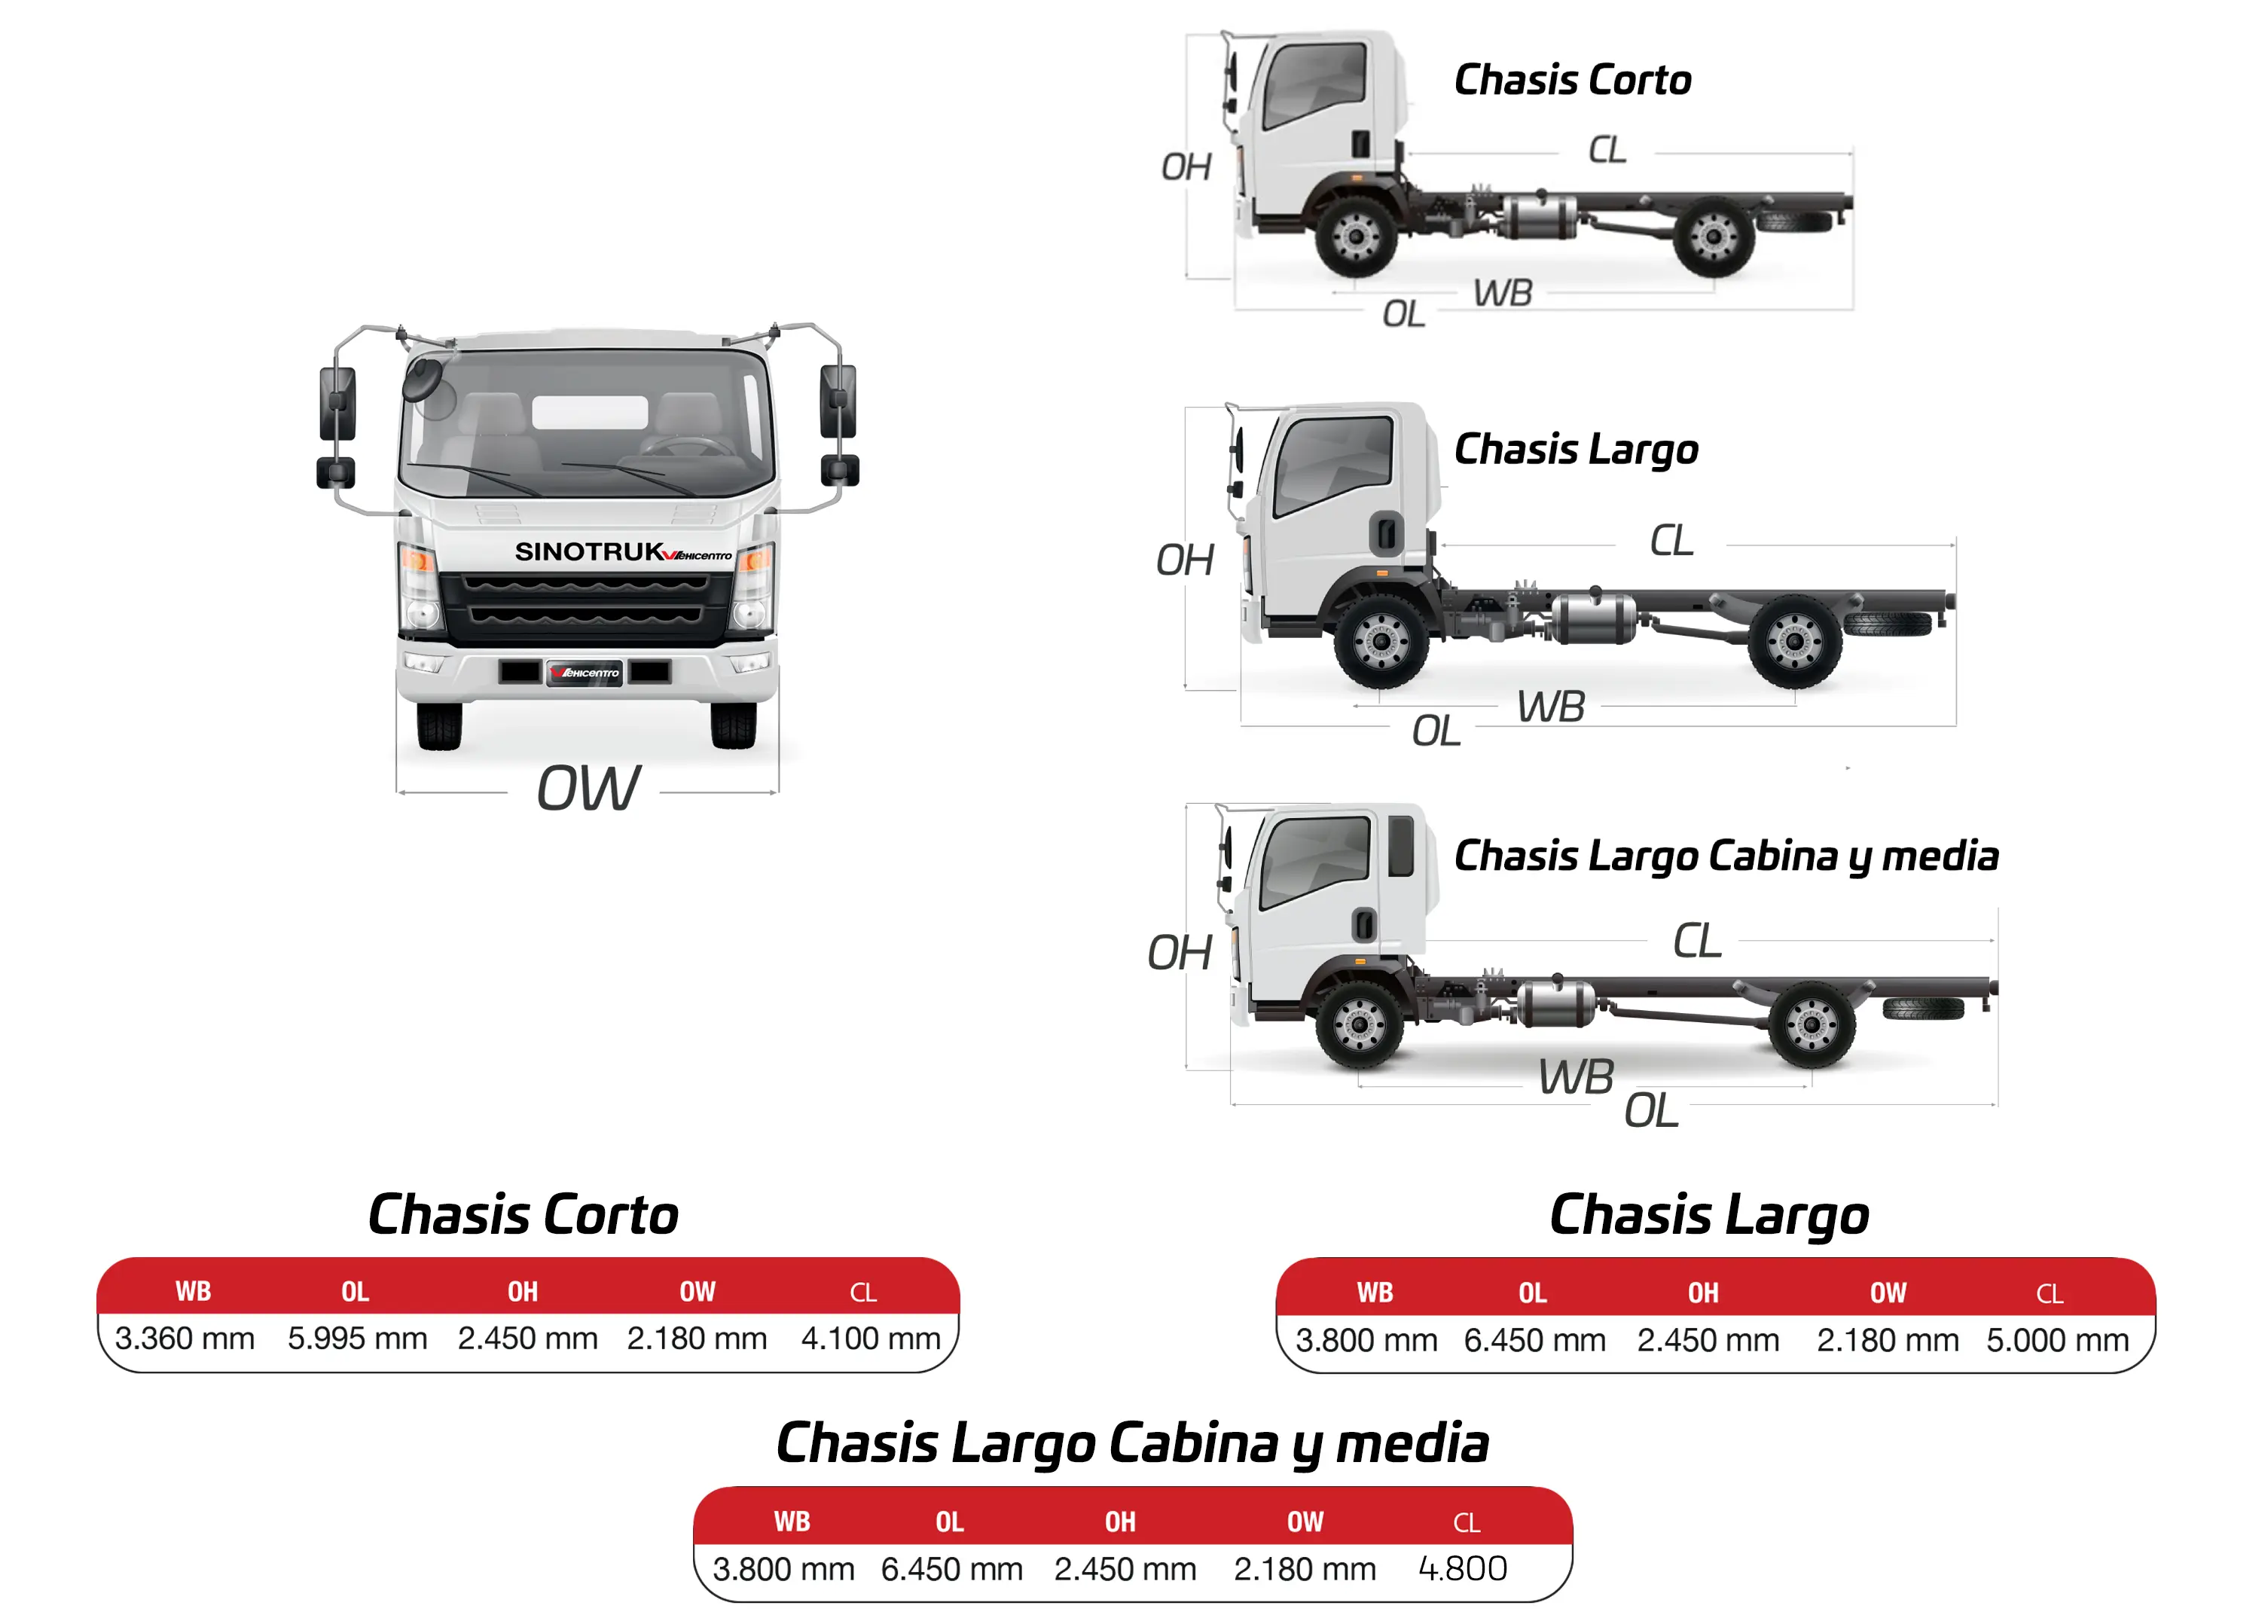 Chasis Corto
CL
OH
WB
OL
Chasis Largo
CL
OH
WB
OL
SINOTRUK VEHICENTRO
VEHICENTRO
OW
Chasis Largo Cabina y media
CL
OH
WB
OL
Chasis Corto
WB OL OH OW CL
3.360 mm 5.995 mm 2.450 mm 2.180 mm 4.100 mm
Chasis Largo
WB OL OH OW CL
3.800 mm 6.450 mm 2.450 mm 2.180 mm 5.000 mm
Chasis Largo Cabina y media
WB OL OH OW CL
3.800 mm 6.450 mm 2.450 mm 2.180 mm 4.800